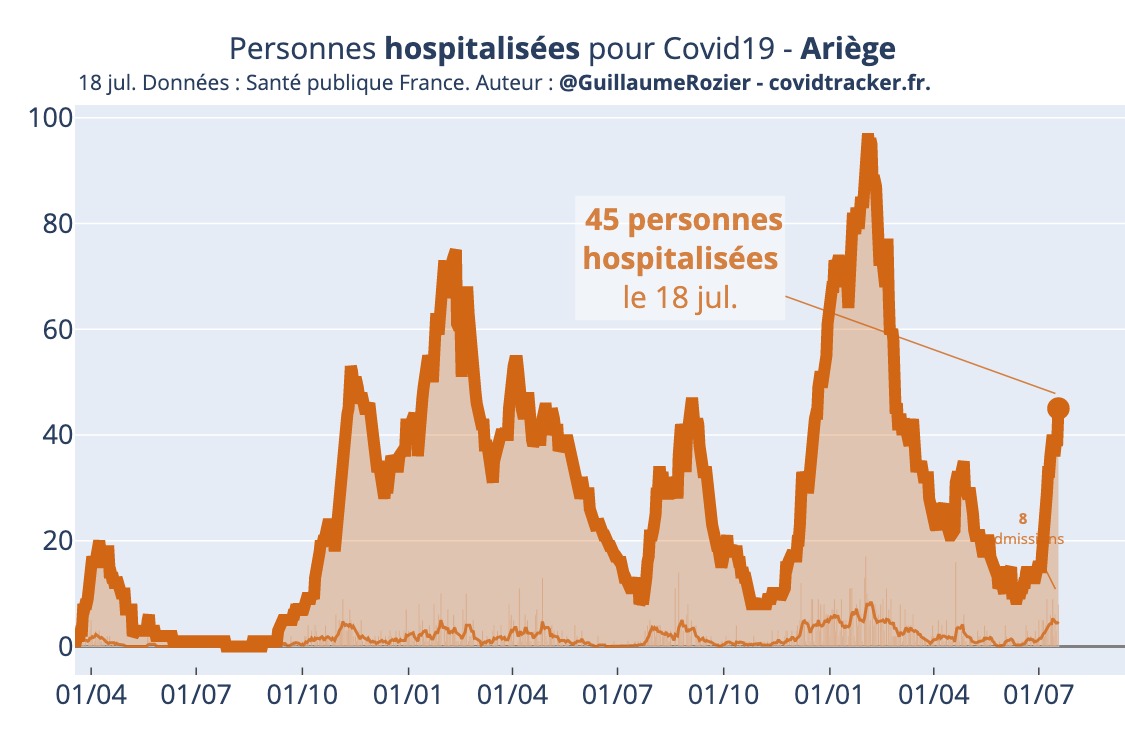 Personnes hospitalisées pour Covid19 - Ariège
18 jul. Données : Santé publique France. Auteur : @GuillaumeRozier - covidtracker.fr.
100
80
60
40
20
0
45 personnes
hospitalisées
le 18 jul.
8
dmissions
01/04
01/07
01/10
01/01
01/04
01/07
01/10
01/01
01/04
01/07